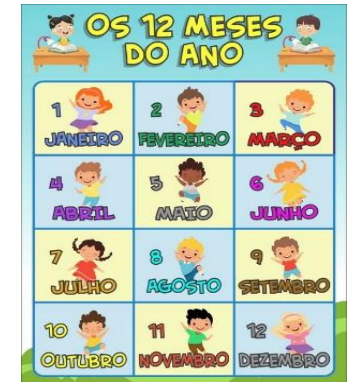 OS 12 MESES
DO ANO
1
JANEIRO
2
FEVEREIRO
3
MARÇO
4
ABRIL
5
MAIO
6
JUNHO
7
JULHO
8
AGOSTO
9
SETEMBRO
10
OUTUBRO
11
NOVEMBRO
12
DEZEMBRO